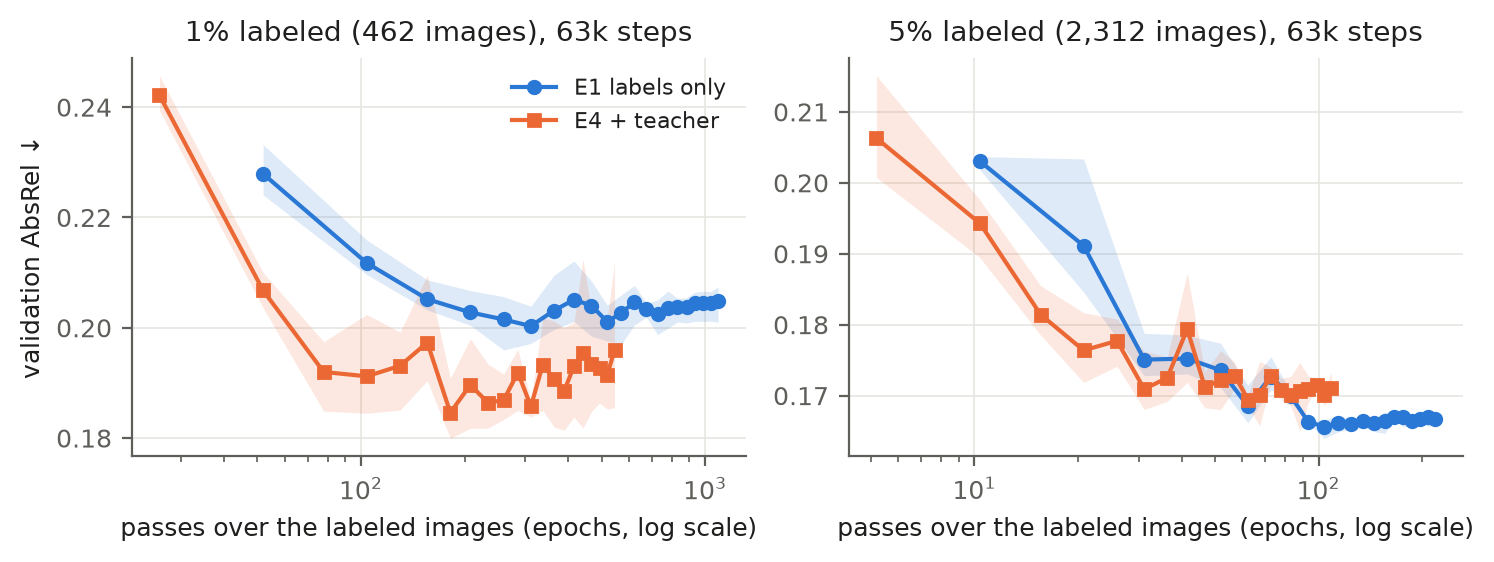 1% labeled (462 images), 63k steps
5% labeled (2,312 images), 63k steps
validation AbsRel ↓
0.24
0.22
0.20
0.18
E1 labels only
E4 + teacher
10²
10³
passes over the labeled images (epochs, log scale)
0.21
0.20
0.19
0.18
0.17
10¹
10²
passes over the labeled images (epochs, log scale)